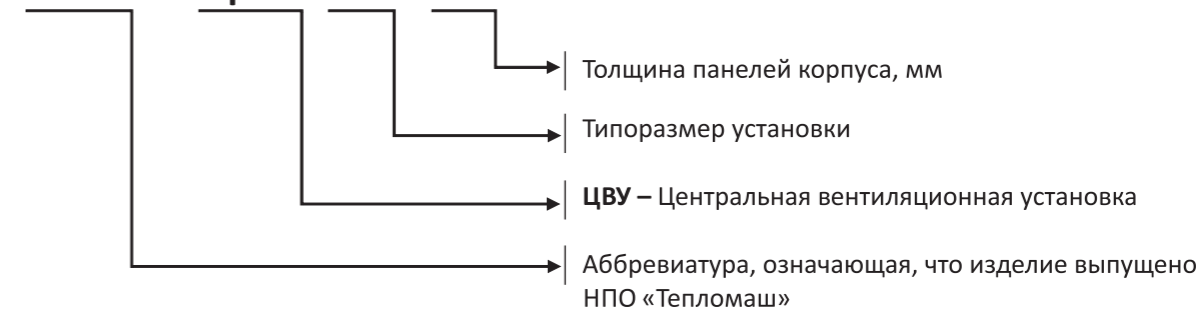 Толщина панелей корпуса, мм
Типоразмер установки
ЦВУ – Центральная вентиляционная установка
Аббревиатура, означающая, что изделие выпущено
НПО «Тепломаш»